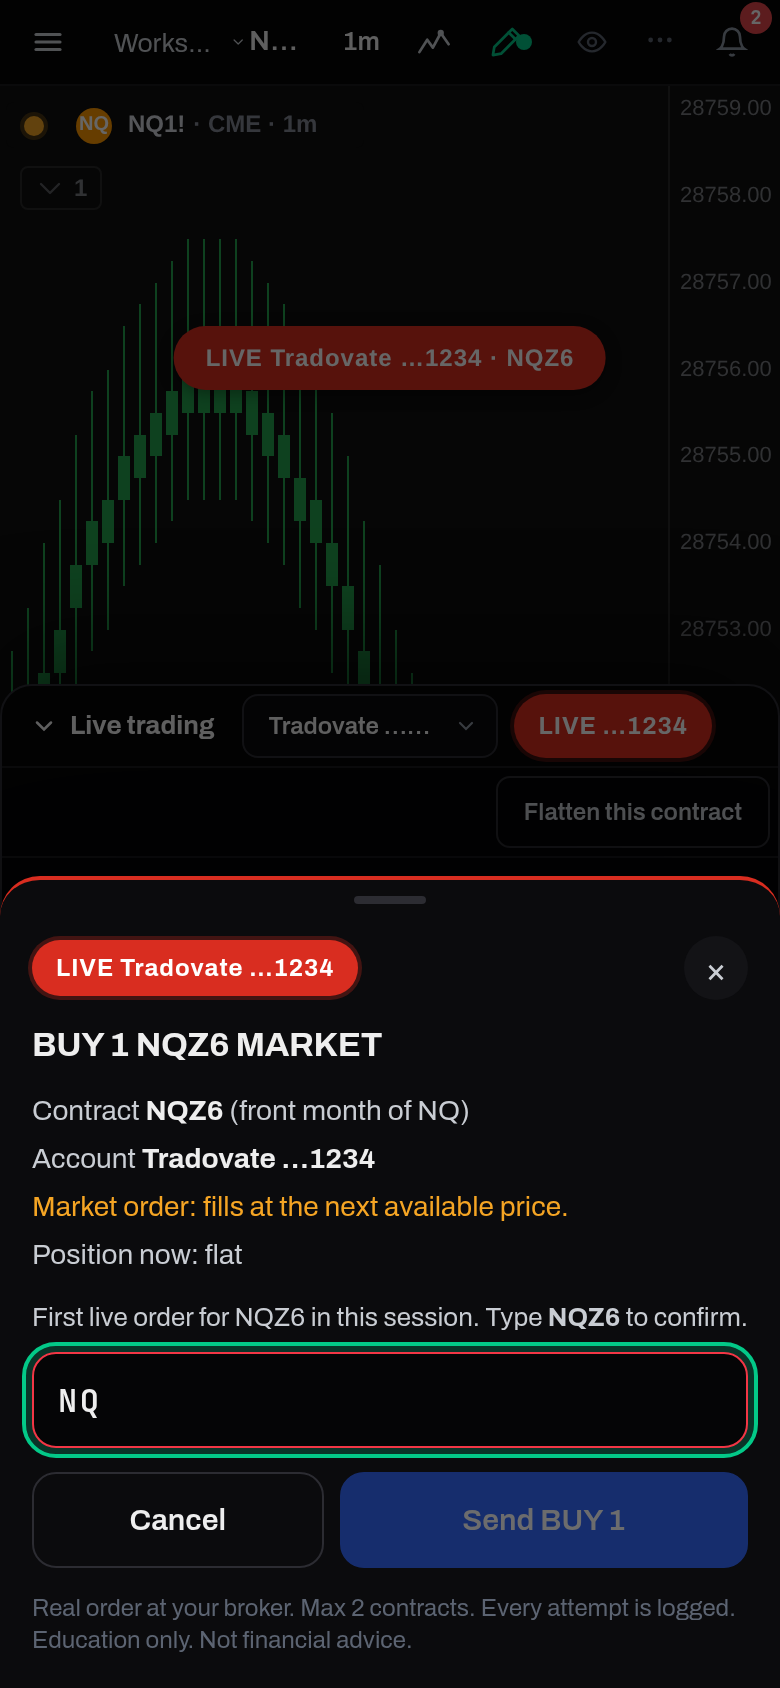 Works... N... 1m 2
NQ NQ1! · CME · 1m
1
28759.00
28758.00
28757.00
28756.00
28755.00
28754.00
28753.00
LIVE Tradovate ...1234 · NQZ6
Live trading Tradovate ...... LIVE ...1234
Flatten this contract
LIVE Tradovate ...1234
BUY 1 NQZ6 MARKET
Contract NQZ6 (front month of NQ)
Account Tradovate ...1234
Market order: fills at the next available price.
Position now: flat
First live order for NQZ6 in this session. Type NQZ6 to confirm.
NQ
Cancel Send BUY 1
Real order at your broker. Max 2 contracts. Every attempt is logged.
Education only. Not financial advice.